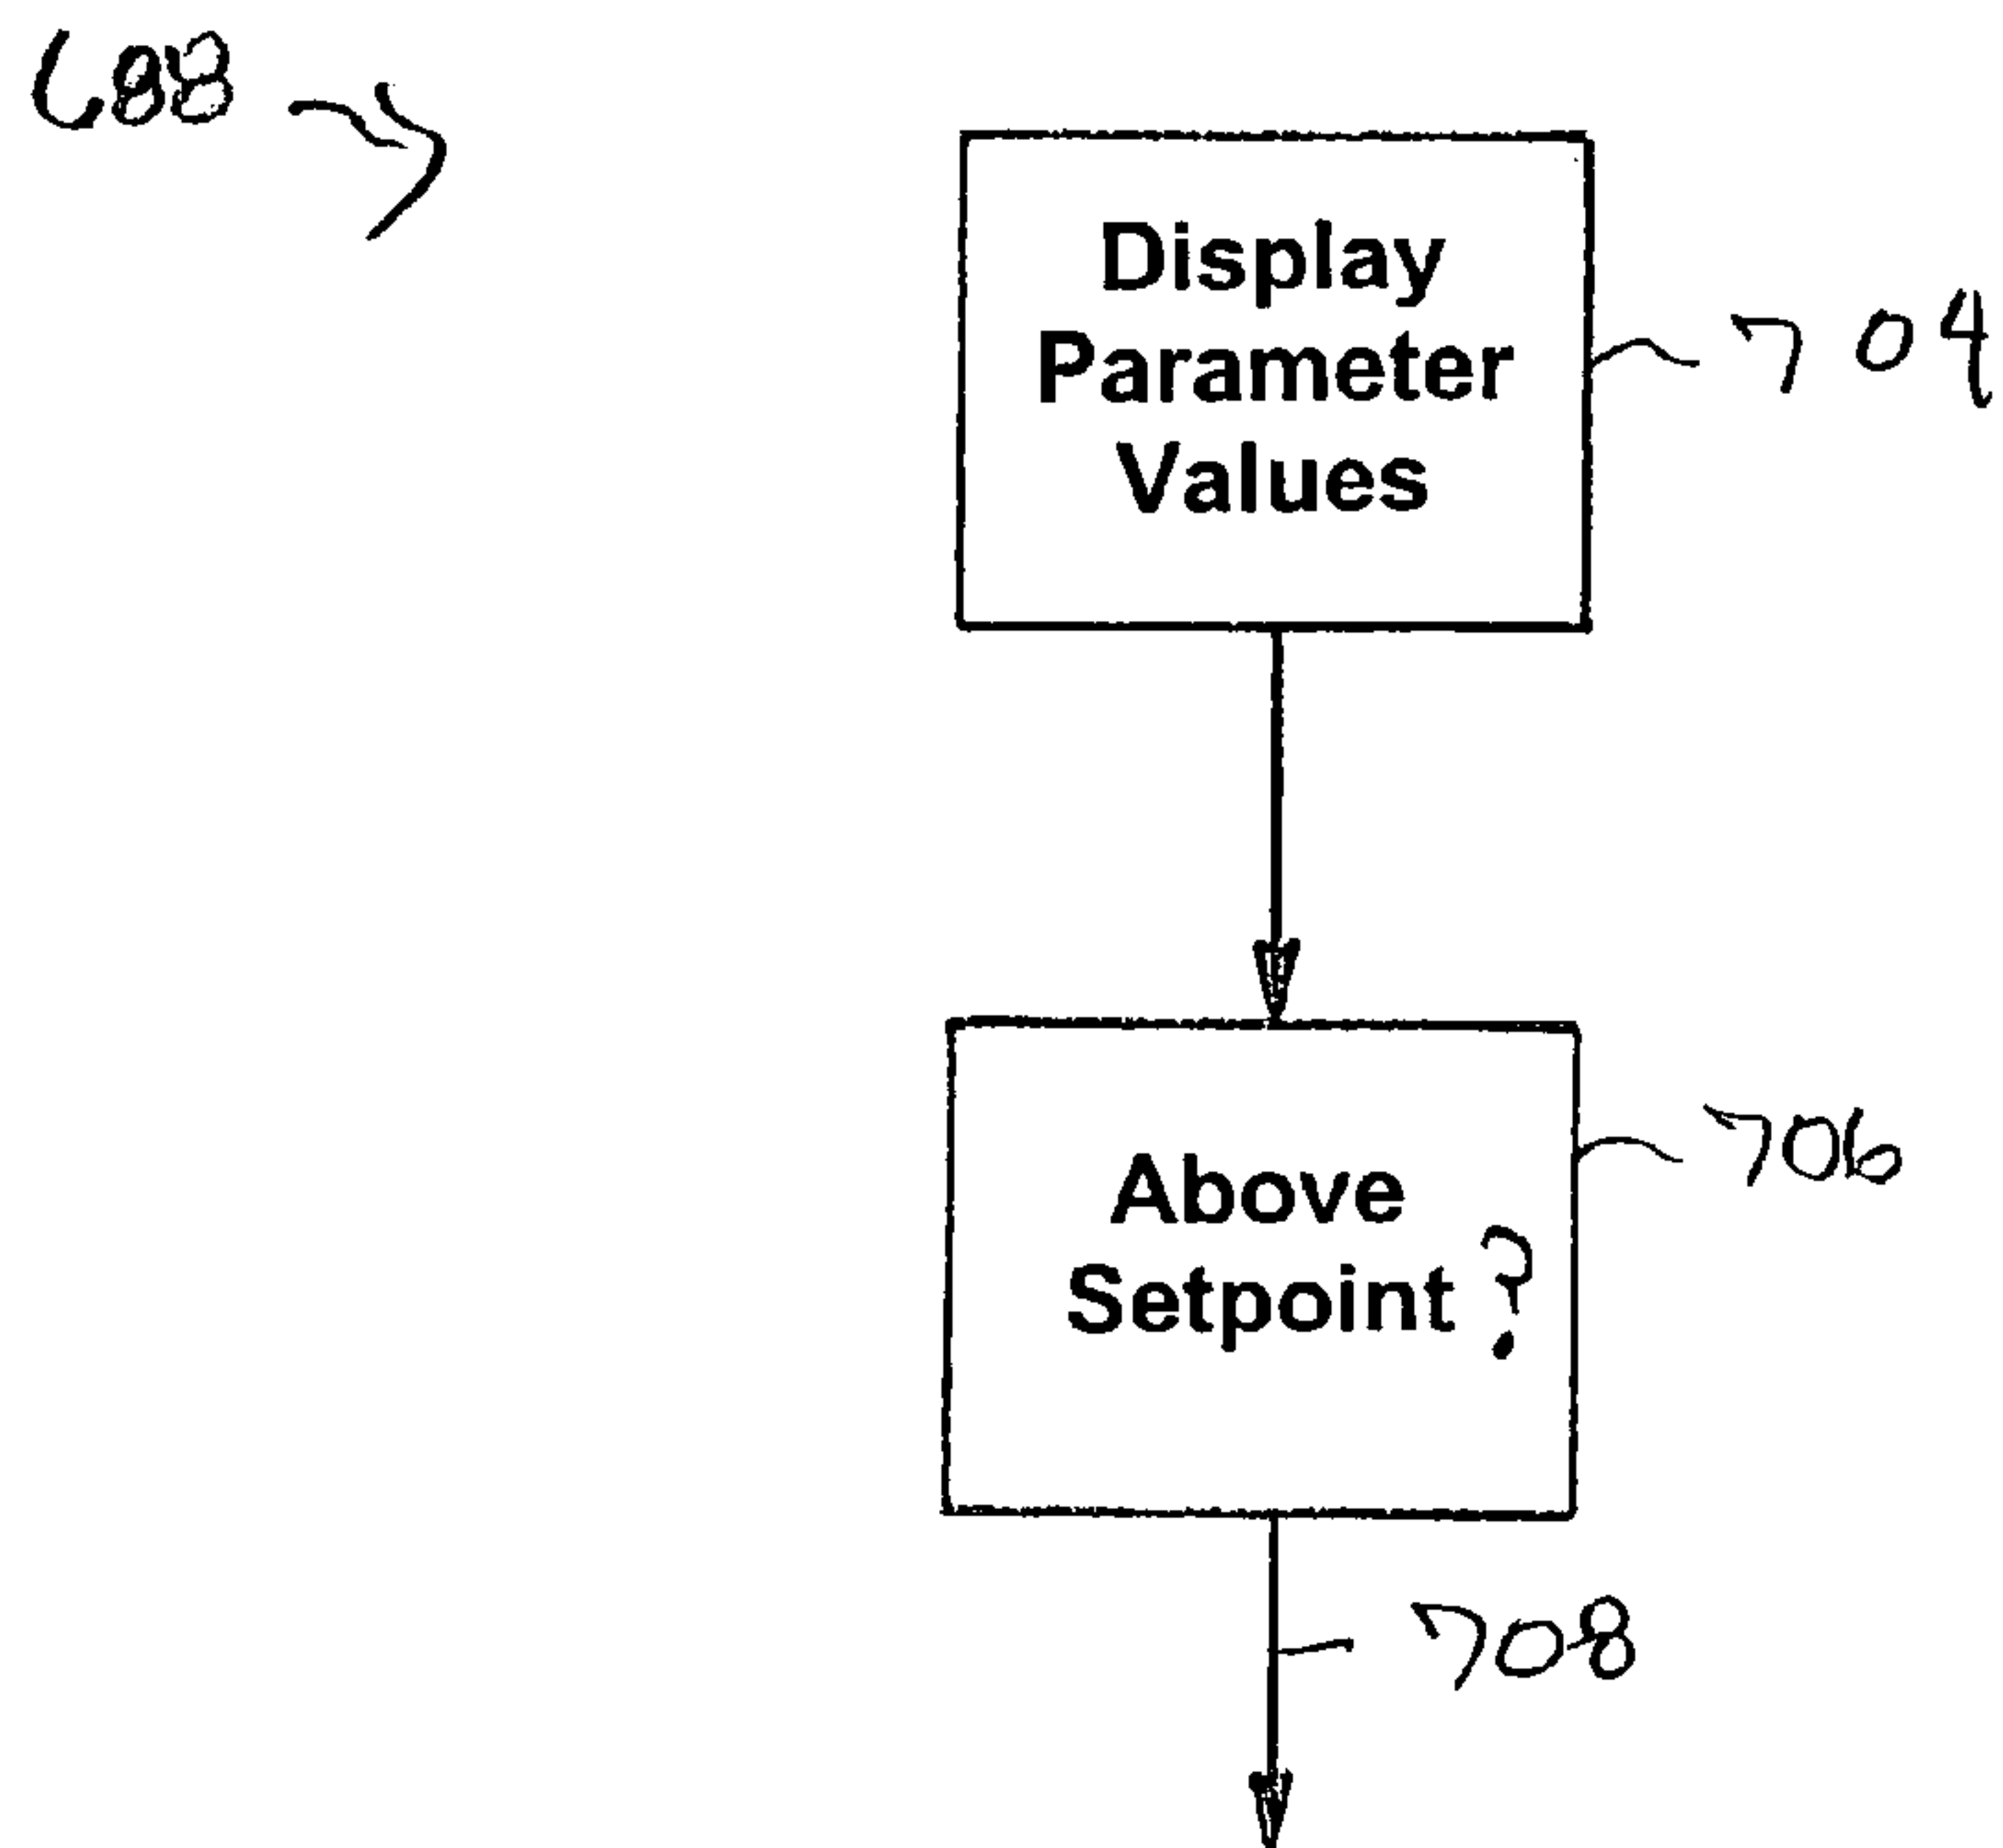 688
Display
Parameter
Values
704
Above
Setpoint ?
706
708